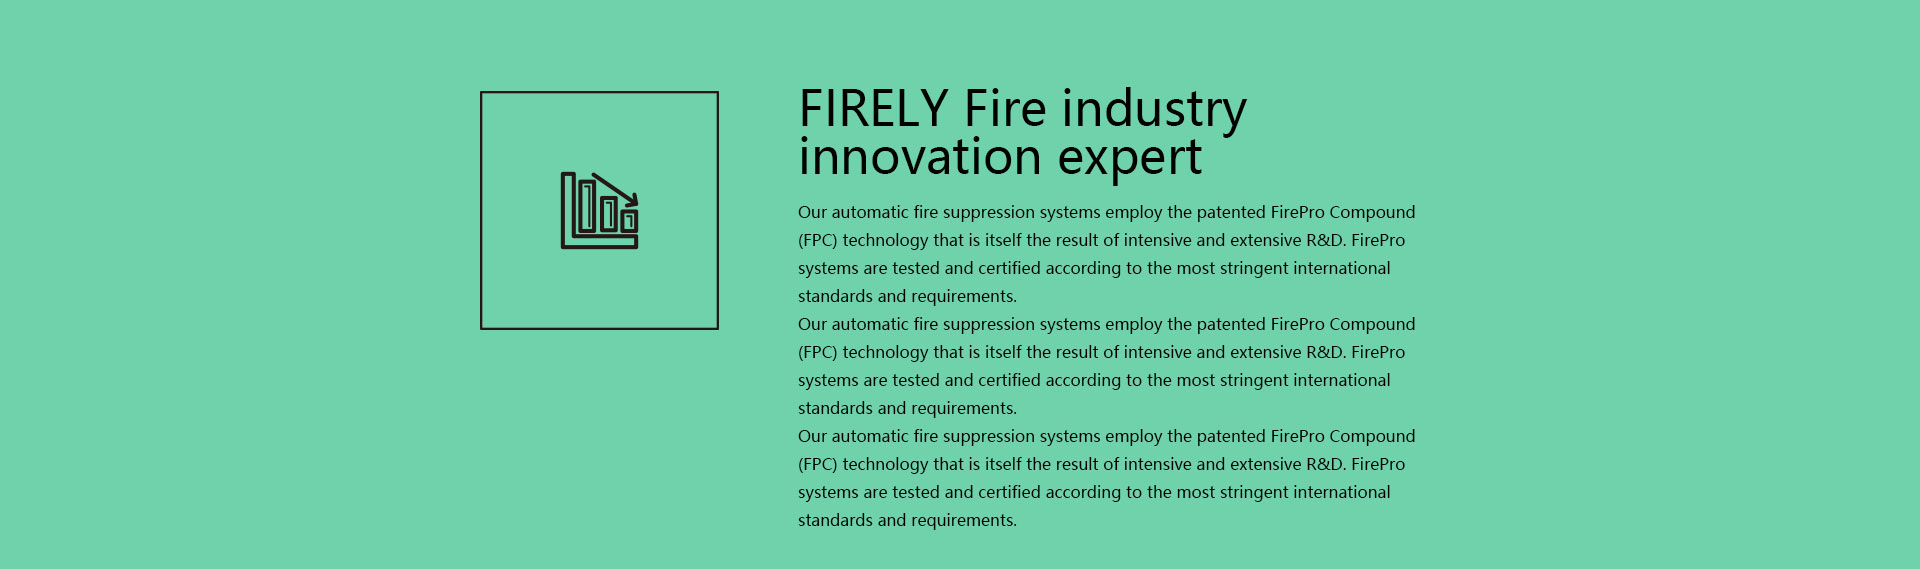 FIRELY Fire industry
innovation expert
Our automatic fire suppression systems employ the patented FirePro Compound
(FPC) technology that is itself the result of intensive and extensive R&D. FirePro
systems are tested and certified according to the most stringent international
standards and requirements.
Our automatic fire suppression systems employ the patented FirePro Compound
(FPC) technology that is itself the result of intensive and extensive R&D. FirePro
systems are tested and certified according to the most stringent international
standards and requirements.
Our automatic fire suppression systems employ the patented FirePro Compound
(FPC) technology that is itself the result of intensive and extensive R&D. FirePro
systems are tested and certified according to the most stringent international
standards and requirements.